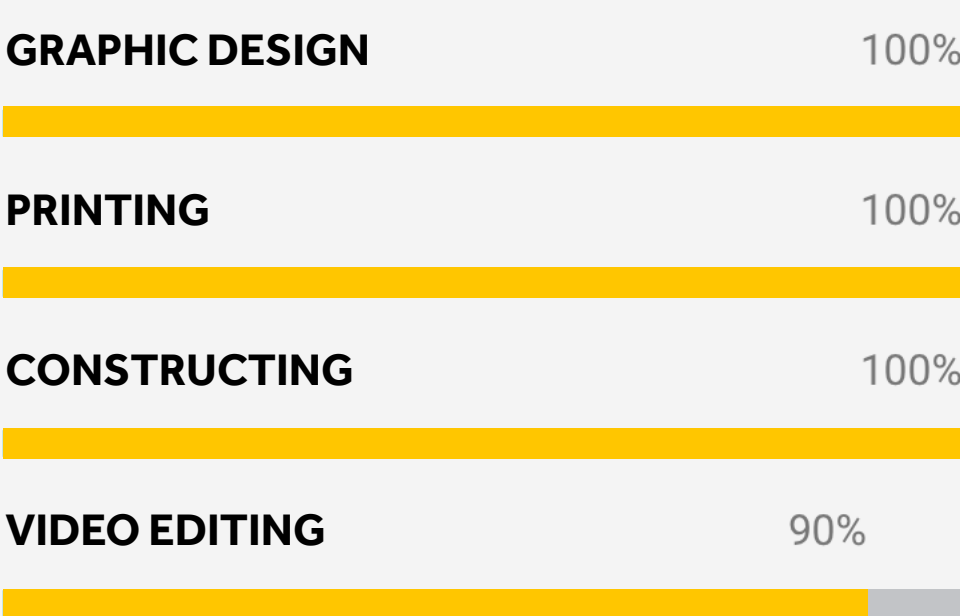 GRAPHIC DESIGN 100%
PRINTING 100%
CONSTRUCTING 100%
VIDEO EDITING 90%